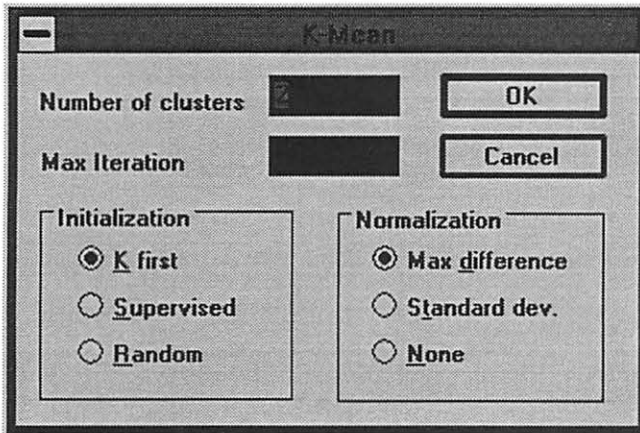 K-Mean
Number of clusters 2 OK
Max Iteration Cancel
Initialization
K first
Supervised
Random
Normalization
Max difference
Standard dev.
None